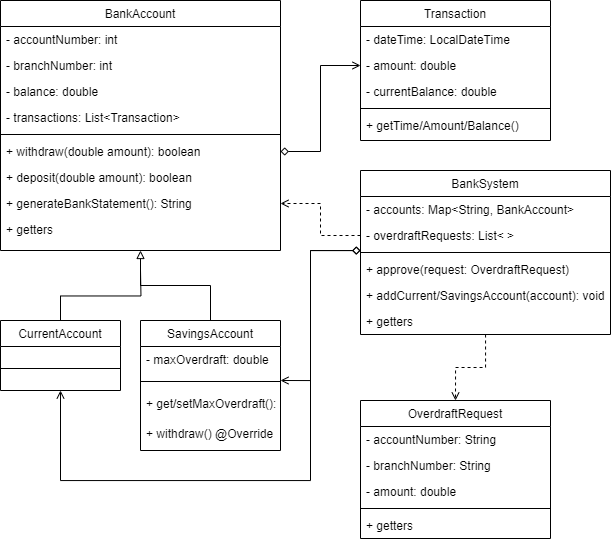 BankAccount
- accountNumber: int
- branchNumber: int
- balance: double
- transactions: List<Transaction>
+ withdraw(double amount): boolean
+ deposit(double amount): boolean
+ generateBankStatement(): String
+ getters
Transaction
- dateTime: LocalDateTime
- amount: double
- currentBalance: double
+ getTime/Amount/Balance()
BankSystem
- accounts: Map<String, BankAccount>
- overdraftRequests: List< >
+ approve(request: OverdraftRequest)
+ addCurrent/SavingsAccount(account): void
+ getters
CurrentAccount
SavingsAccount
- maxOverdraft: double
+ get/setMaxOverdraft():
+ withdraw() @Override
OverdraftRequest
- accountNumber: String
- branchNumber: String
- amount: double
+ getters